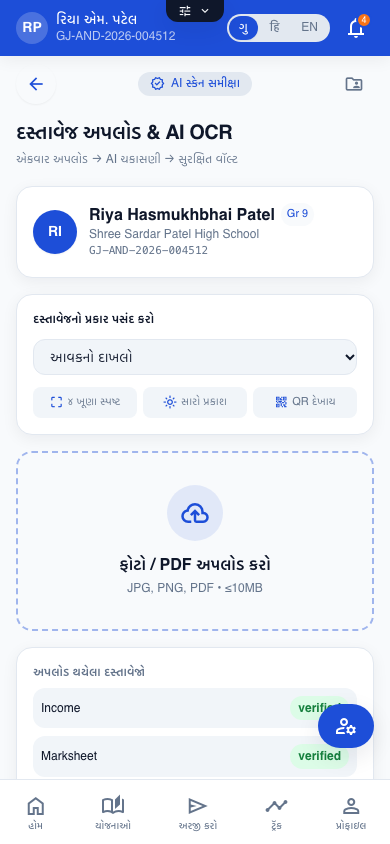 RP
રિયા એમ. પટેલ
GJ-AND-2026-004512
ગુ
हि
EN
4
AI સ્કેન સમીક્ષા
દસ્તાવેજ અપલોડ & AI OCR
એકવાર અપલોડ → AI ચકાસણી → સુરક્ષિત વૉલ્ટ
RI
Riya Hasmukhbhai Patel
Gr 9
Shree Sardar Patel High School
GJ-AND-2026-004512
દસ્તાવેજનો પ્રકાર પસંદ કરો
આવકનો દાખલો
૪ ખૂણા સ્પષ્ટ
સારો પ્રકાશ
QR દેખાય
ફોટો / PDF અપલોડ કરો
JPG, PNG, PDF • ≤10MB
અપલોડ થયેલા દસ્તાવેજો
Income
Marksheet
verified
હોમ
યોજનાઓ
અરજી કરો
ટ્રૅક
પ્રોફાઇલ